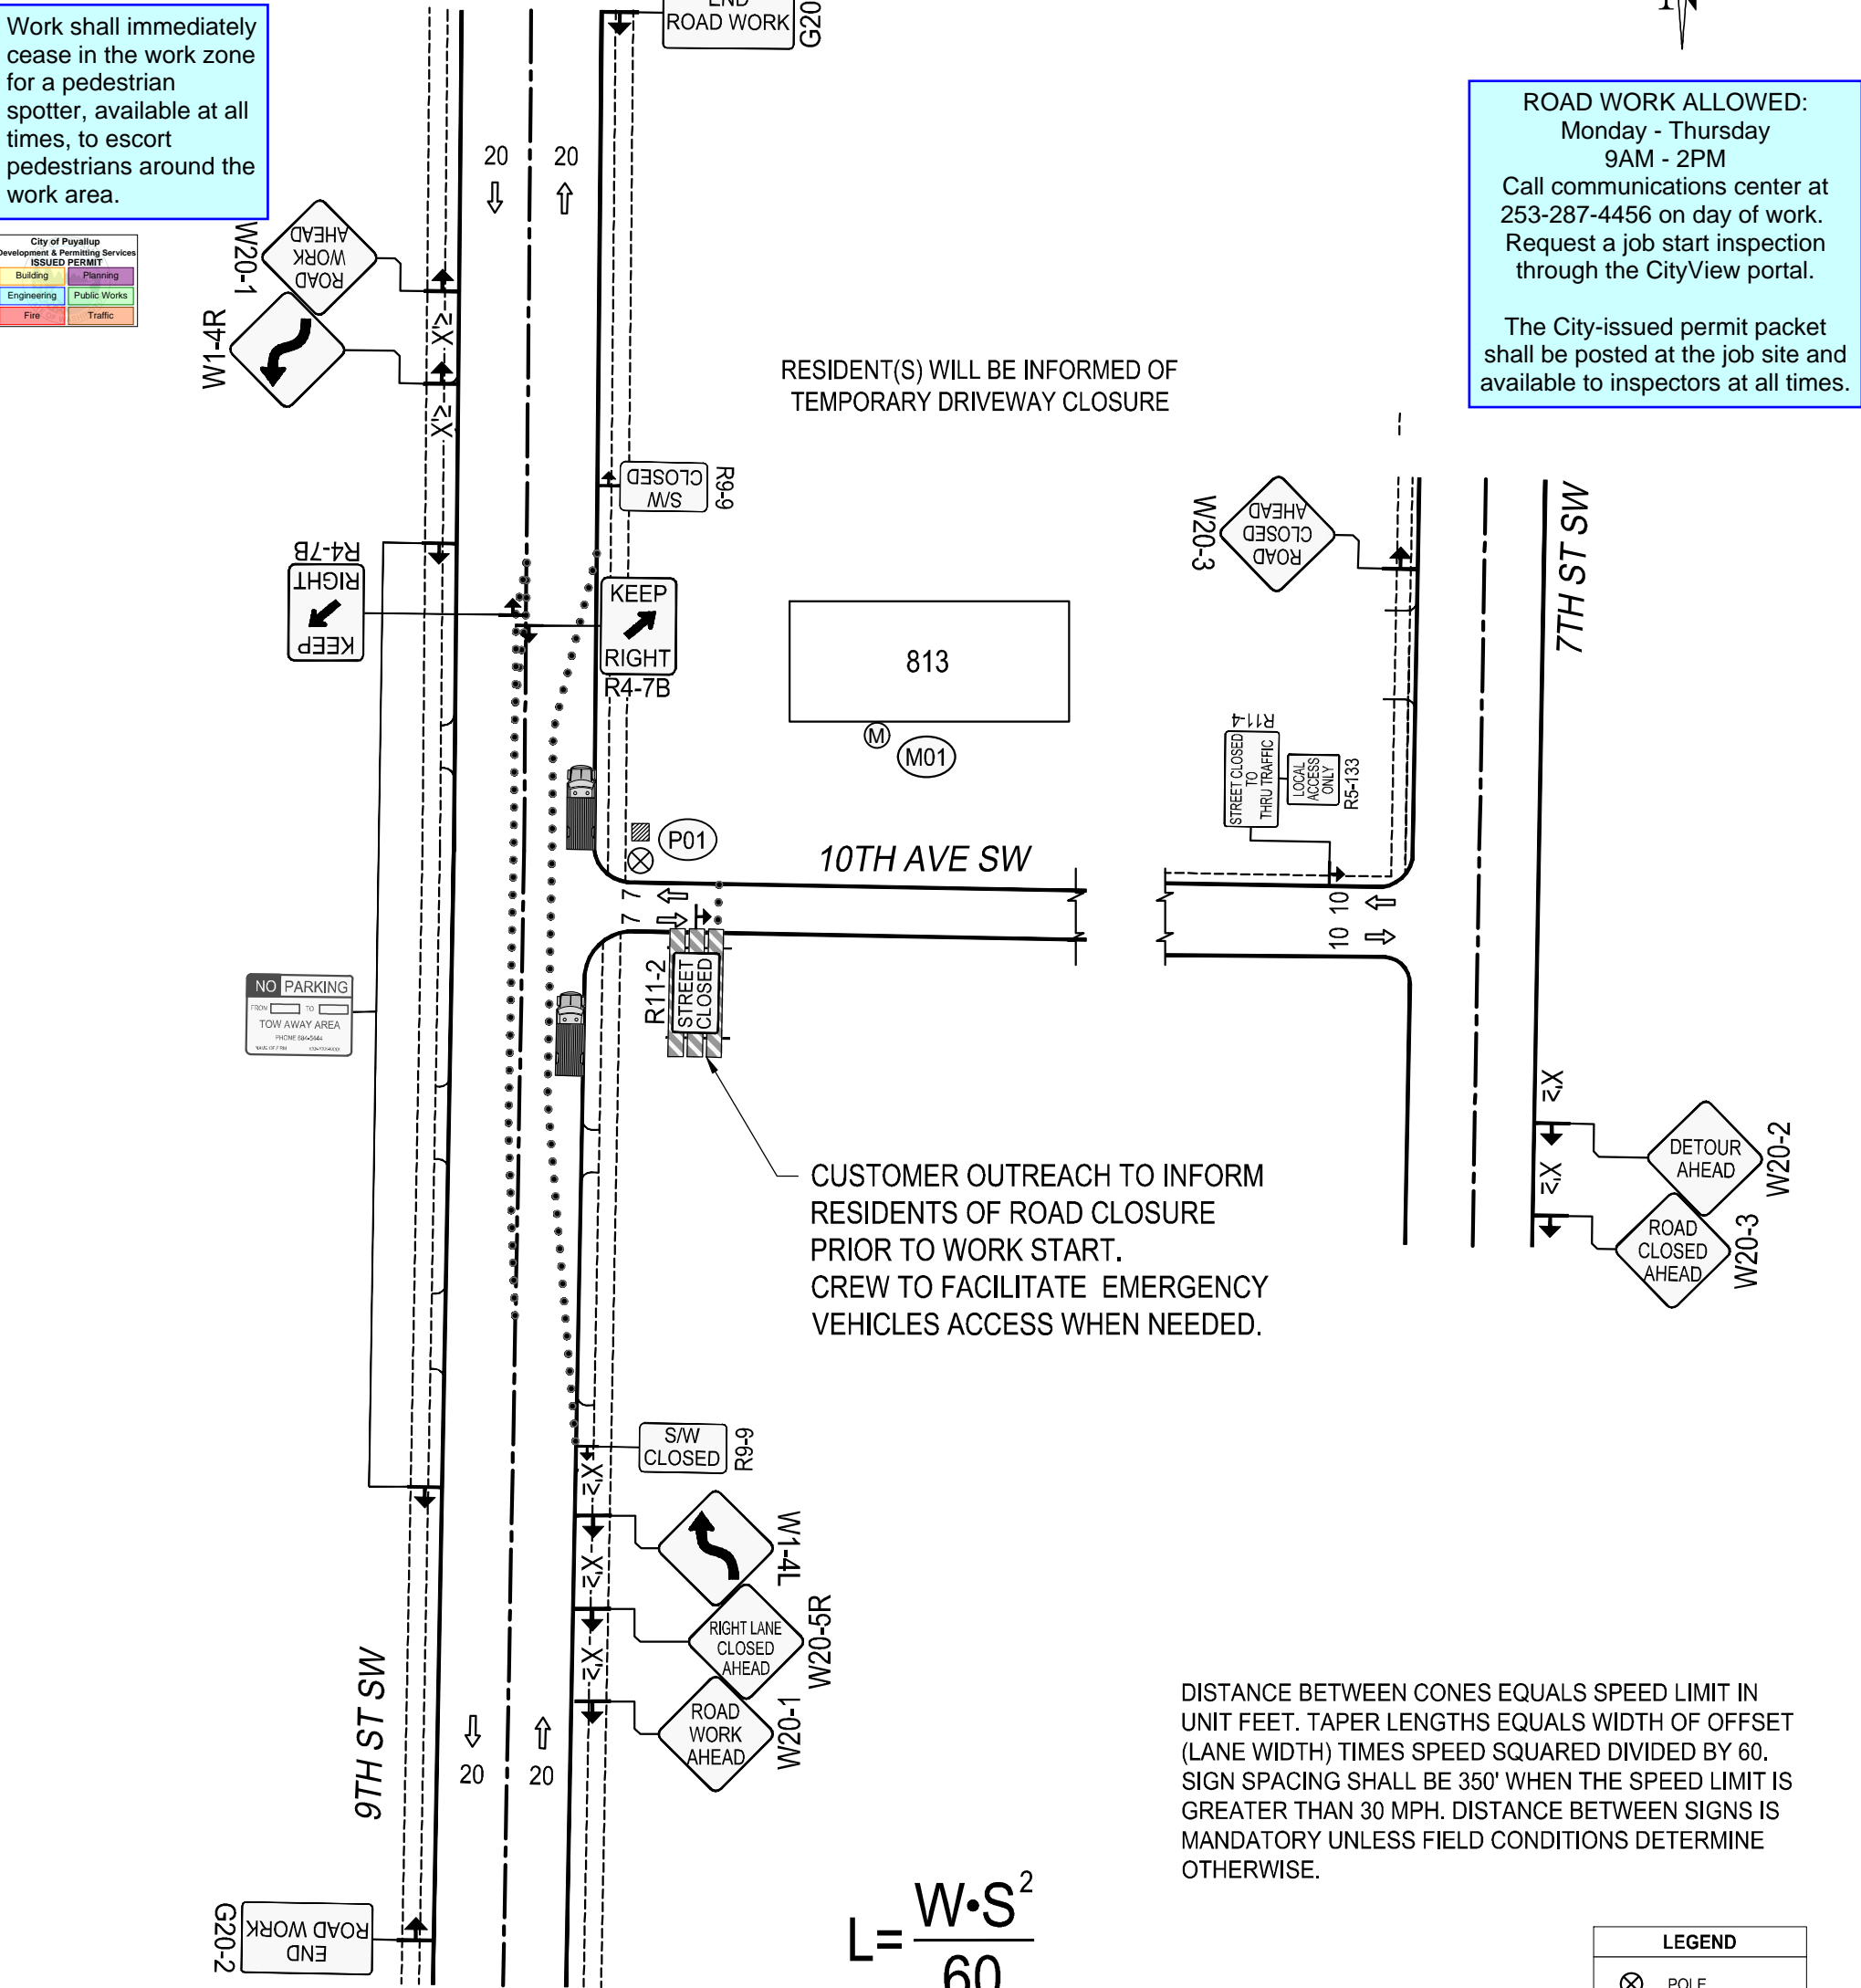 Work shall immediately
cease in the work zone
for a pedestrian
spotter, available at all
times, to escort
pedestrians around the
work area.
City of Puyallup
Development & Permitting Services
ISSUED PERMIT
Building Planning
Engineering Public Works
Fire Traffic
END
ROAD WORK
G20
N
ROAD WORK ALLOWED:
Monday - Thursday
9AM - 2PM
Call communications center at
253-287-4456 on day of work.
Request a job start inspection
through the CityView portal.
The City-issued permit packet
shall be posted at the job site and
available to inspectors at all times.
20 20
ROAD
WORK
AHEAD
W20-1
X'±
W1-4R
X'±
RESIDENT(S) WILL BE INFORMED OF
TEMPORARY DRIVEWAY CLOSURE
S/W
CLOSED
R9-9
ROAD
CLOSED
AHEAD
W20-3
7TH ST SW
R4-7B
KEEP
RIGHT
KEEP
RIGHT
R4-7B
813
M
M01
R11-4
STREET CLOSED
TO
THRU TRAFFIC
LOCAL
ACCESS
ONLY
R5-133
P01
10TH AVE SW
7 7
10 10
R11-2
STREET
CLOSED
NO PARKING
FROM TO
TOW AWAY AREA
X'±
DETOUR
AHEAD
W20-2
X'±
ROAD
CLOSED
AHEAD
W20-3
CUSTOMER OUTREACH TO INFORM
RESIDENTS OF ROAD CLOSURE
PRIOR TO WORK START.
CREW TO FACILITATE EMERGENCY
VEHICLES ACCESS WHEN NEEDED.
S/W
CLOSED
R9-9
X'±
W1-4L
X'±
RIGHT LANE
CLOSED
AHEAD
W20-5R
X'±
ROAD
WORK
AHEAD
W20-1
9TH ST SW
20 20
DISTANCE BETWEEN CONES EQUALS SPEED LIMIT IN
UNIT FEET. TAPER LENGTHS EQUALS WIDTH OF OFFSET
(LANE WIDTH) TIMES SPEED SQUARED DIVIDED BY 60.
SIGN SPACING SHALL BE 350' WHEN THE SPEED LIMIT IS
GREATER THAN 30 MPH. DISTANCE BETWEEN SIGNS IS
MANDATORY UNLESS FIELD CONDITIONS DETERMINE
OTHERWISE.
END
ROAD WORK
G20-2
L= W•S²
60
LEGEND
POLE